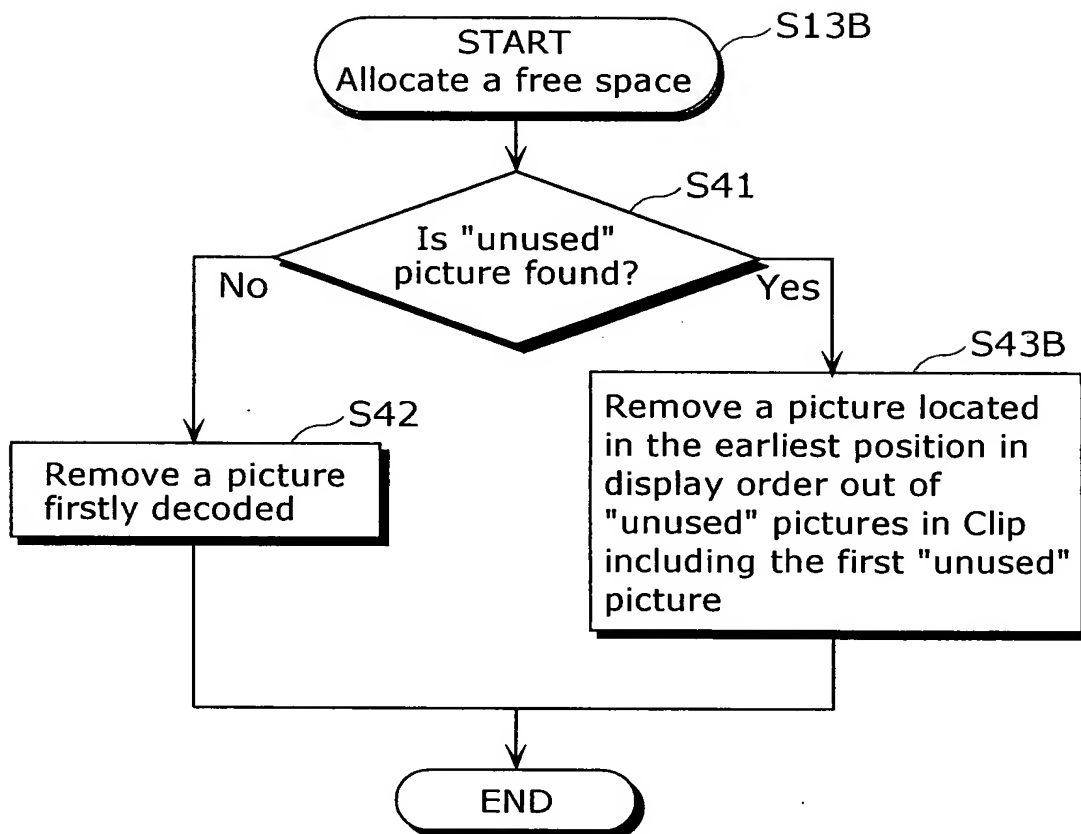 START
Allocate a free space
S13B
S41
Is "unused"
picture found?
No
Yes
S42
Remove a picture
firstly decoded
S43B
Remove a picture located
in the earliest position in
display order out of
"unused" pictures in Clip
including the first "unused"
picture
END